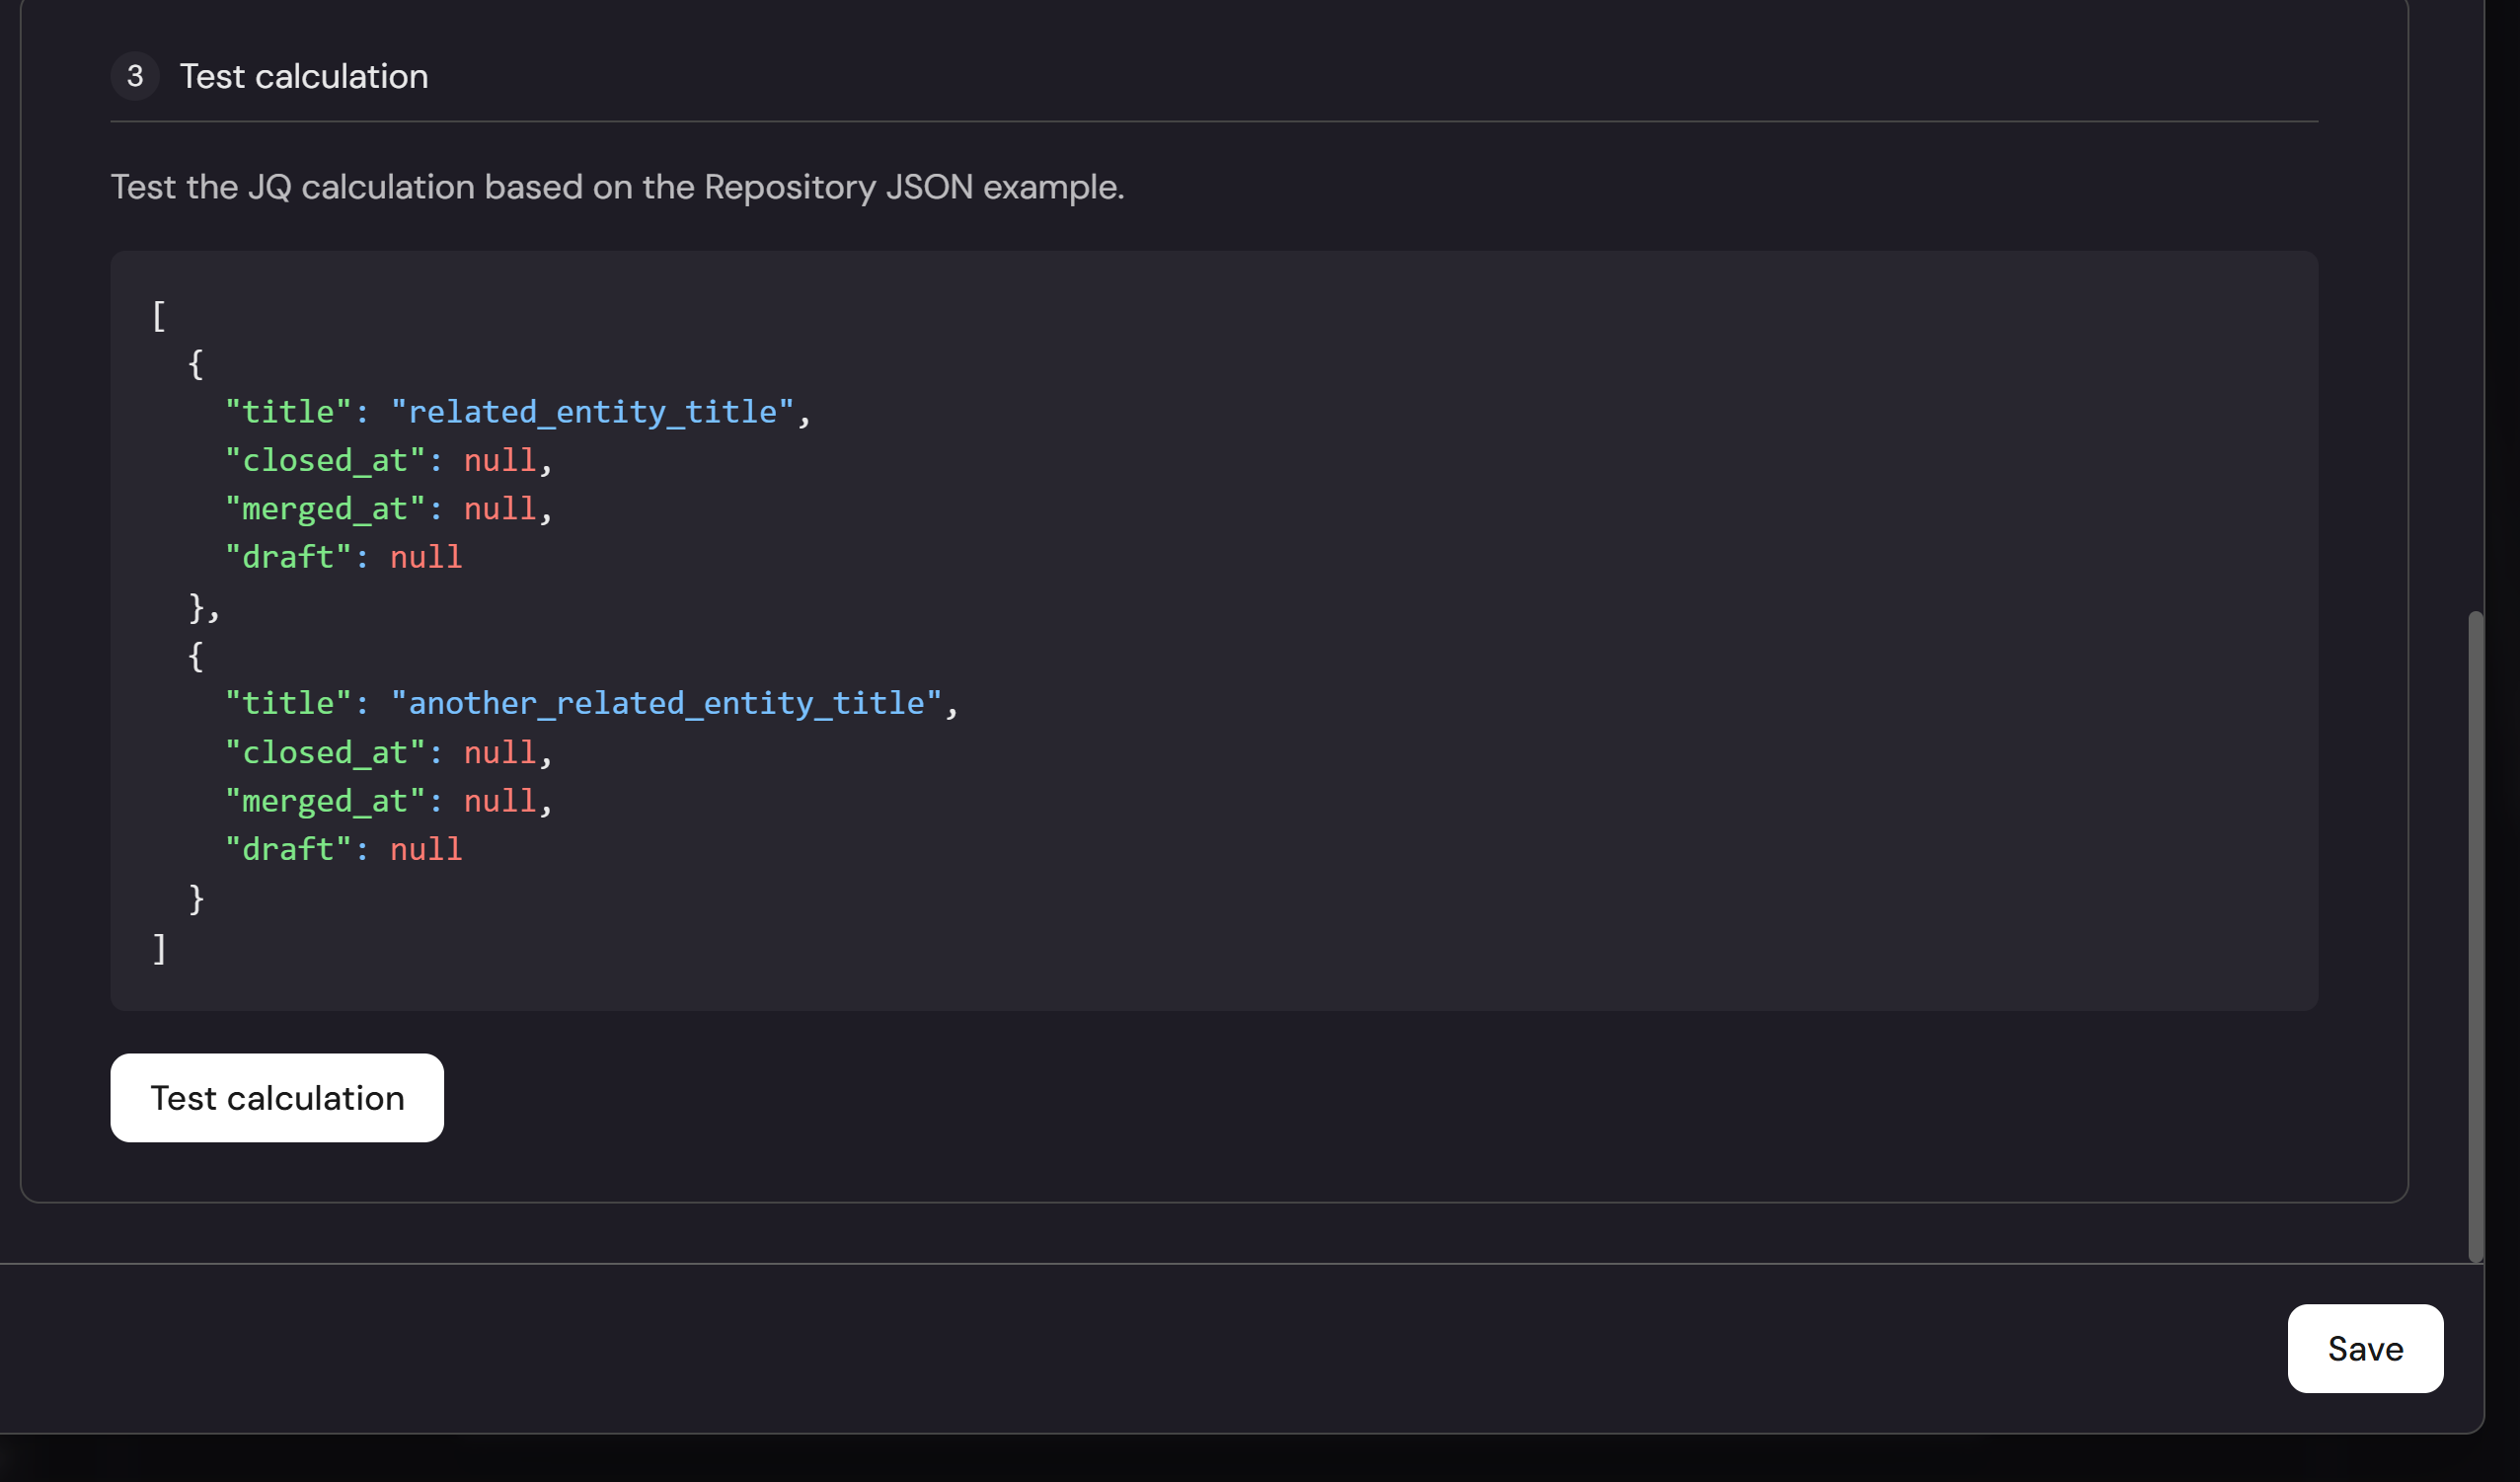 3 Test calculation
Test the JQ calculation based on the Repository JSON example.
[
  {
    "title": "related_entity_title",
    "closed_at": null,
    "merged_at": null,
    "draft": null
  },
  {
    "title": "another_related_entity_title",
    "closed_at": null,
    "merged_at": null,
    "draft": null
  }
]
Test calculation
Save